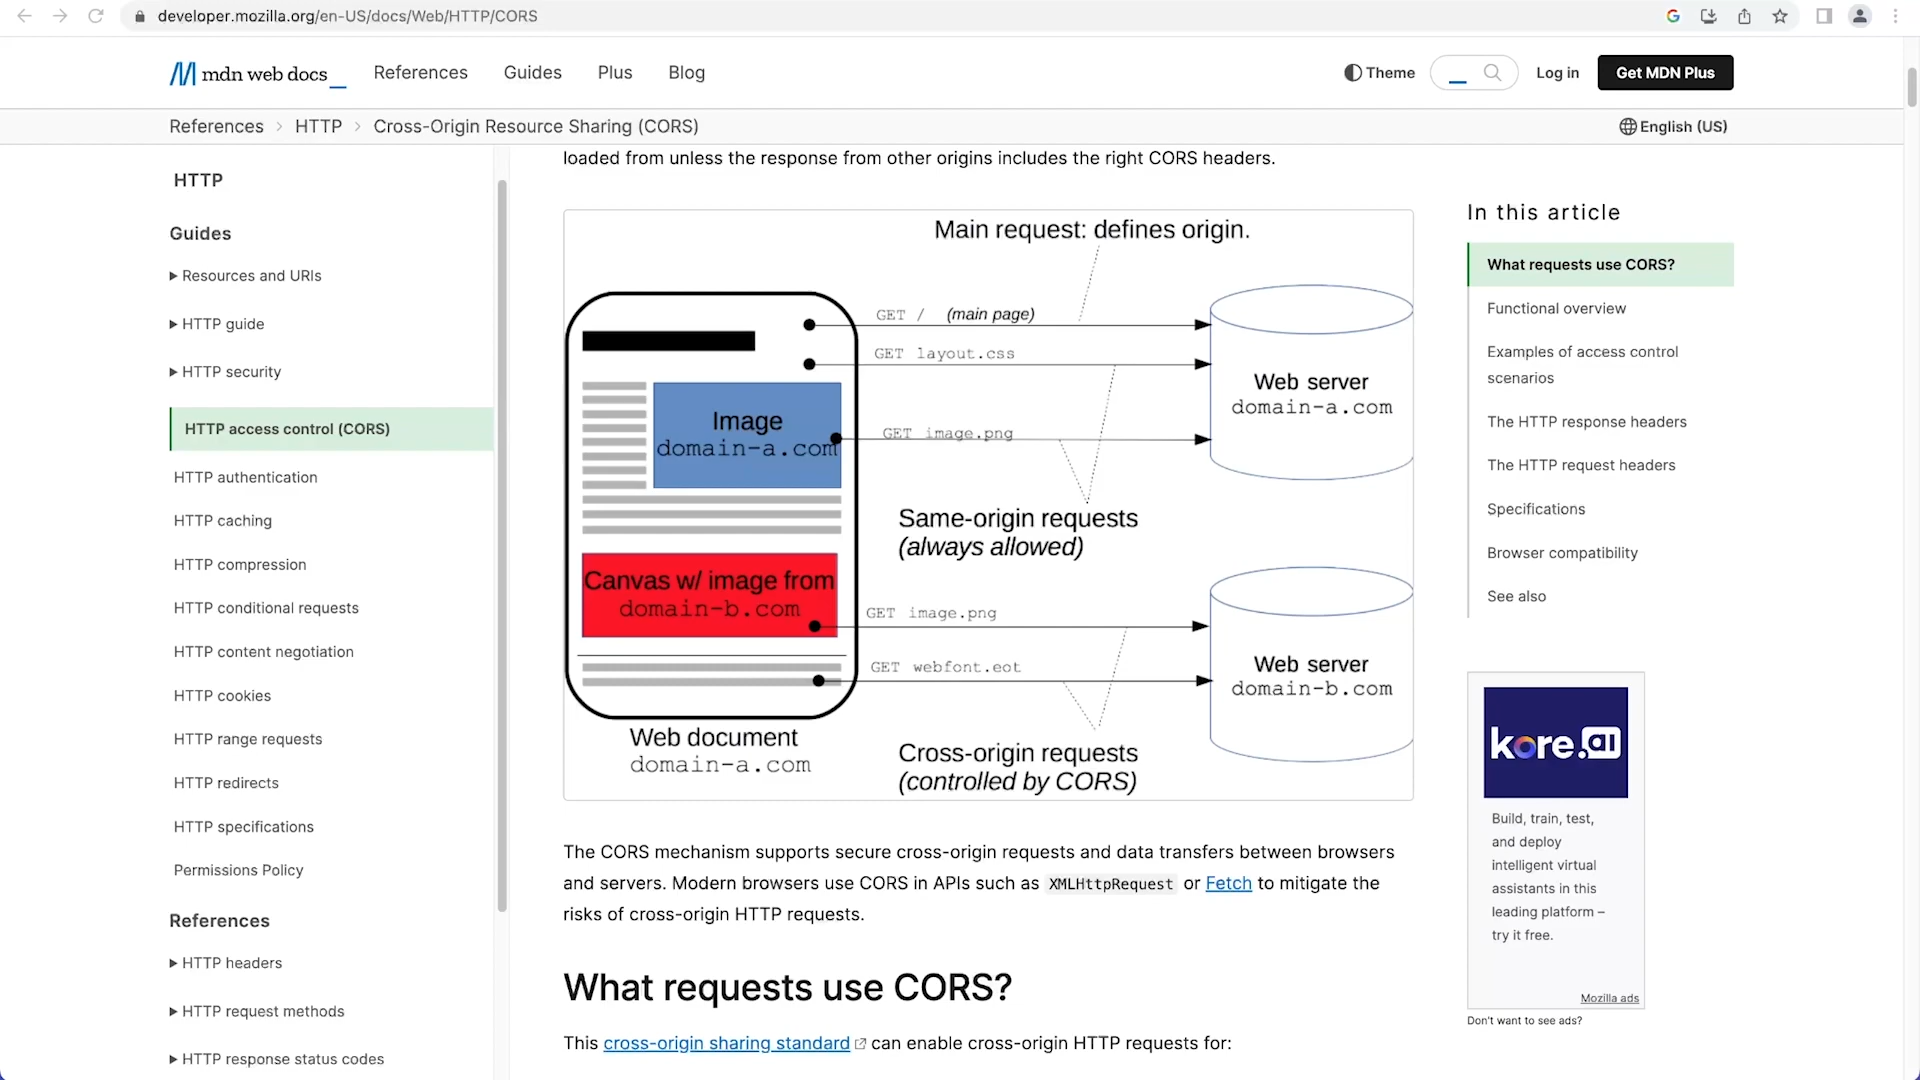 developer.mozilla.org/en-US/docs/Web/HTTP/CORS
mdn web docs
References
Guides
Plus
Blog
Theme
Log in
Get MDN Plus
References > HTTP > Cross-Origin Resource Sharing (CORS)
English (US)
HTTP
Guides
Resources and URIs
HTTP guide
HTTP security
HTTP access control (CORS)
HTTP authentication
HTTP caching
HTTP compression
HTTP conditional requests
HTTP content negotiation
HTTP cookies
HTTP range requests
HTTP redirects
HTTP specifications
Permissions Policy
References
HTTP headers
HTTP request methods
HTTP response status codes
loaded from unless the response from other origins includes the right CORS headers.
Main request: defines origin.
GET / (main page)
GET layout.css
Image
domain-a.com
GET image.png
Web server
domain-a.com
Same-origin requests
(always allowed)
Canvas w/ image from
domain-b.com
GET image.png
GET webfont.eot
Web server
domain-b.com
Web document
domain-a.com
Cross-origin requests
(controlled by CORS)
The CORS mechanism supports secure cross-origin requests and data transfers between browsers
and servers. Modern browsers use CORS in APIs such as XMLHttpRequest or Fetch to mitigate the
risks of cross-origin HTTP requests.
What requests use CORS?
This cross-origin sharing standard can enable cross-origin HTTP requests for:
In this article
What requests use CORS?
Functional overview
Examples of access control
scenarios
The HTTP response headers
The HTTP request headers
Specifications
Browser compatibility
See also
kore.ai
Build, train, test,
and deploy
intelligent virtual
assistants in this
leading platform –
try it free.
Mozilla ads
Don't want to see ads?